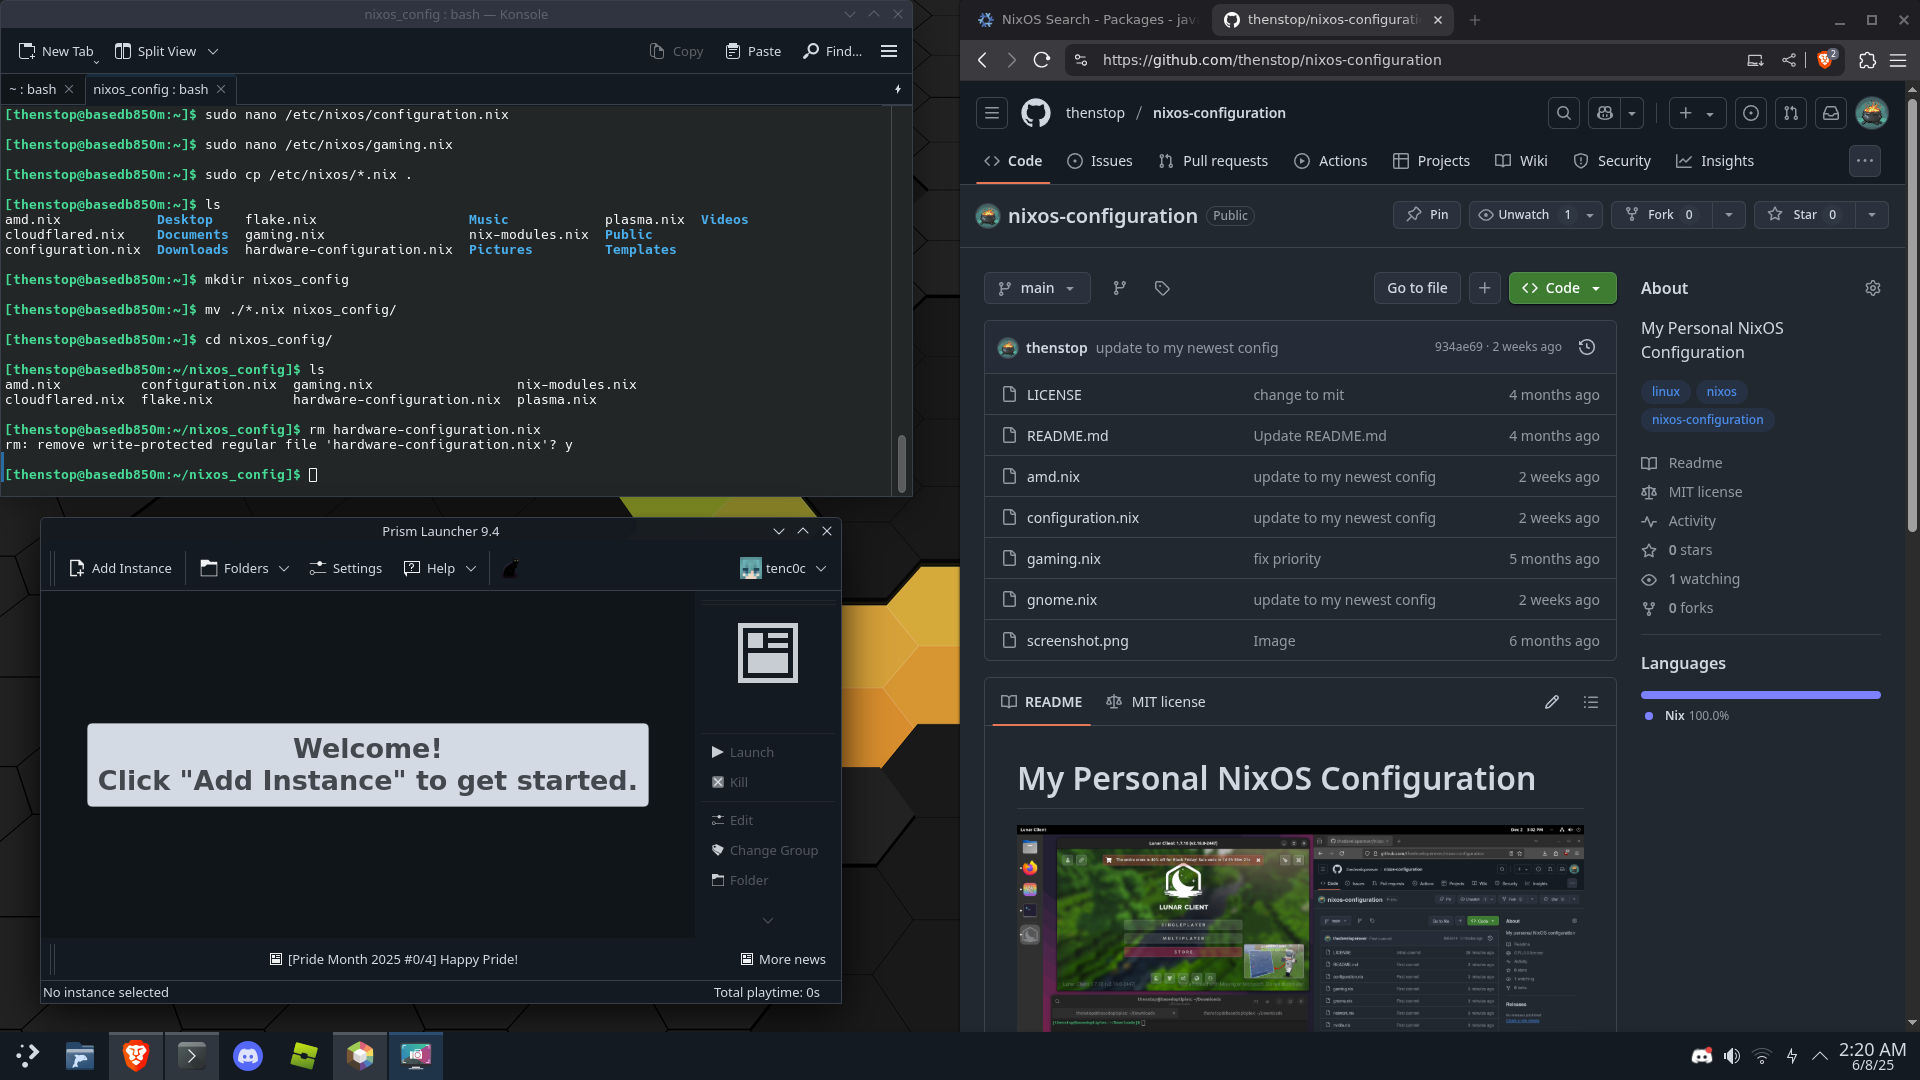 nixos_config : bash — Konsole
New Tab
Split View
Copy
Paste
Find...
~ : bash
nixos_config : bash
[thenstop@basedb850m:~]$ sudo nano /etc/nixos/configuration.nix
[thenstop@basedb850m:~]$ sudo nano /etc/nixos/gaming.nix
[thenstop@basedb850m:~]$ sudo cp /etc/nixos/*.nix .
[thenstop@basedb850m:~]$ ls
amd.nix Desktop flake.nix Music plasma.nix Videos
cloudflared.nix Documents gaming.nix nix-modules.nix Public
configuration.nix Downloads hardware-configuration.nix Pictures Templates
[thenstop@basedb850m:~]$ mkdir nixos_config
[thenstop@basedb850m:~]$ mv ./*.nix nixos_config/
[thenstop@basedb850m:~]$ cd nixos_config/
[thenstop@basedb850m:~/nixos_config]$ ls
amd.nix configuration.nix gaming.nix nix-modules.nix
cloudflared.nix flake.nix hardware-configuration.nix plasma.nix
[thenstop@basedb850m:~/nixos_config]$ rm hardware-configuration.nix
rm: remove write-protected regular file 'hardware-configuration.nix'? y
[thenstop@basedb850m:~/nixos_config]$
Prism Launcher 9.4
Add Instance
Folders
Settings
Help
tenc0c
Welcome!
Click "Add Instance" to get started.
Launch
Kill
Edit
Change Group
Folder
[Pride Month 2025 #0/4] Happy Pride!
More news
No instance selected
Total playtime: 0s
NixOS Search - Packages - jav
thenstop/nixos-configurati
https://github.com/thenstop/nixos-configuration
2
thenstop / nixos-configuration
Code
Issues
Pull requests
Actions
Projects
Wiki
Security
Insights
nixos-configuration
Public
Pin
Unwatch 1
Fork 0
Star 0
main
Go to file
Code
thenstop update to my newest config 934ae69 · 2 weeks ago
LICENSE change to mit 4 months ago
README.md Update README.md 4 months ago
amd.nix update to my newest config 2 weeks ago
configuration.nix update to my newest config 2 weeks ago
gaming.nix fix priority 5 months ago
gnome.nix update to my newest config 2 weeks ago
screenshot.png Image 6 months ago
README
MIT license
My Personal NixOS Configuration
LUNAR CLIENT
SINGLEPLAYER
MULTIPLAYER
STORE
nixos-configuration
About
My Personal NixOS
Configuration
linux
nixos
nixos-configuration
Readme
MIT license
Activity
0 stars
1 watching
0 forks
Languages
Nix 100.0%
2:20 AM
6/8/25